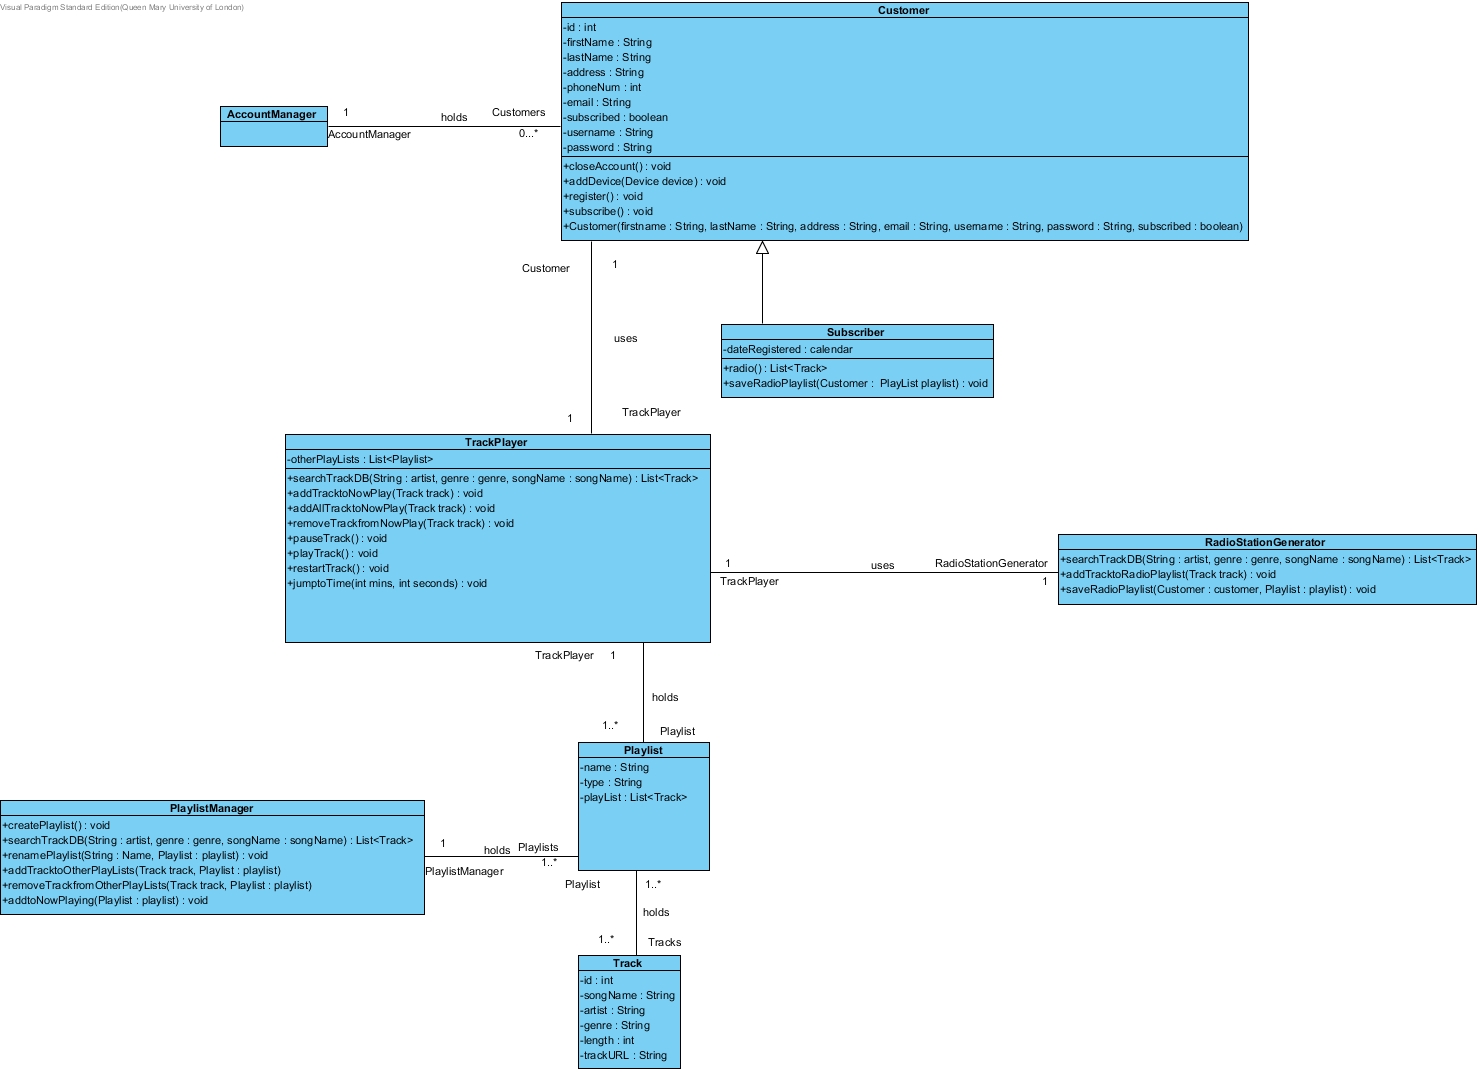 Visual Paradigm Standard Edition(Queen Mary University of London)
Customer
-id : int
-firstName : String
-lastName : String
-address : String
-phoneNum : int
-email : String
-subscribed : boolean
-username : String
-password : String
+closeAccount() : void
+addDevice(Device device) : void
+register() : void
+subscribe() : void
+Customer(firstname : String, lastName : String, address : String, email : String, username : String, password : String, subscribed : boolean)
AccountManager
1
holds
Customers
AccountManager
0...*
Customer
1
uses
TrackPlayer
1
Subscriber
-dateRegistered : calendar
+radio() : List<Track>
+saveRadioPlaylist(Customer :  PlayList playlist) : void
TrackPlayer
-otherPlayLists : List<Playlist>
+searchTrackDB(String : artist, genre : genre, songName : songName) : List<Track>
+addTracktoNowPlay(Track track) : void
+addAllTracktoNowPlay(Track track) : void
+removeTrackfromNowPlay(Track track) : void
+pauseTrack() : void
+playTrack() : void
+restartTrack() : void
+jumptoTime(int mins, int seconds) : void
1
uses
RadioStationGenerator
TrackPlayer
1
RadioStationGenerator
+searchTrackDB(String : artist, genre : genre, songName : songName) : List<Track>
+addTracktoRadioPlaylist(Track track) : void
+saveRadioPlaylist(Customer : customer, Playlist : playlist) : void
TrackPlayer
1
holds
1..*
Playlist
Playlist
-name : String
-type : String
-playList : List<Track>
PlaylistManager
+createPlaylist() : void
+searchTrackDB(String : artist, genre : genre, songName : songName) : List<Track>
+renamePlaylist(String : Name, Playlist : playlist) : void
+addTracktoOtherPlayLists(Track track, Playlist : playlist)
+removeTrackfromOtherPlayLists(Track track, Playlist : playlist)
+addtoNowPlaying(Playlist : playlist) : void
1
holds
Playlists
1..*
PlaylistManager
Playlist
1..*
holds
1..*
Tracks
Track
-id : int
-songName : String
-artist : String
-genre : String
-length : int
-trackURL : String